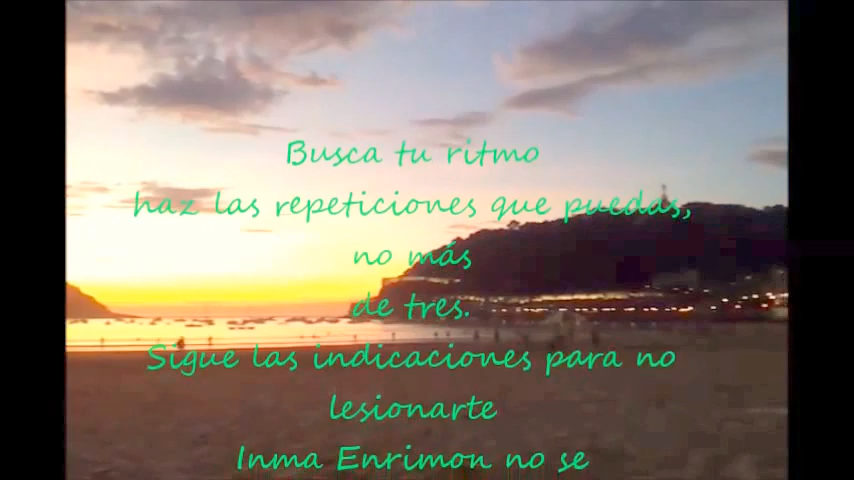 Busca tu ritmo
haz las repeticiones que puedas,
no más
de tres.
Sigue las indicaciones para no
lesionarte
Inma Enrimon no se